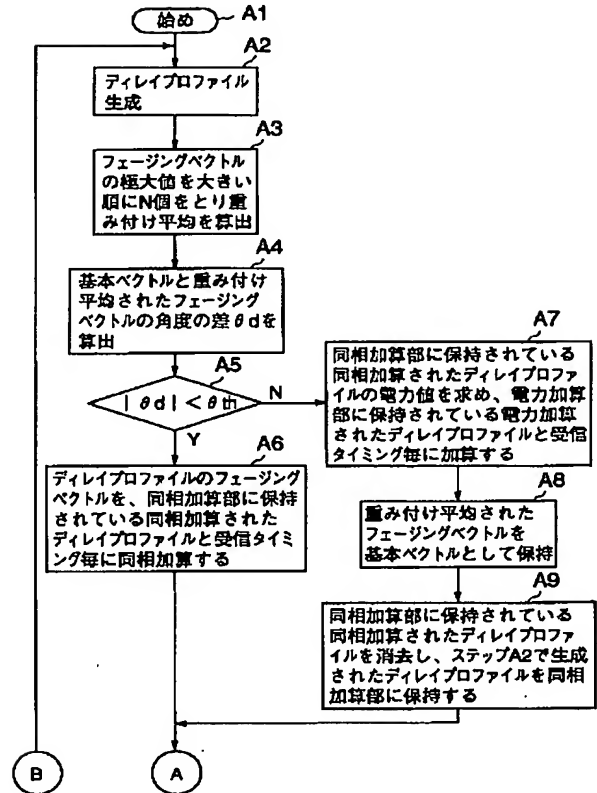 始め
A1
A2
ディレイプロファイル
生成
A3
フェージングベクトル
の極大値を大きい
順にN個をとり重
み付け平均を算出
A4
基本ベクトルと重み付け
平均されたフェージング
ベクトルの角度の差θdを
算出
A5
|θd|<θth
N
Y
A6
ディレイプロファイルのフェージング
ベクトルを、同相加算部に保持
されている同相加算された
ディレイプロファイルと受信タイミ
ング毎に同相加算する
A7
同相加算部に保持されている
同相加算されたディレイプロファ
イルの電力値を求め、電力加算
部に保持されている電力加算
されたディレイプロファイルと受信
タイミング毎に加算する
A8
重み付け平均された
フェージングベクトルを
基本ベクトルとして保持
A9
同相加算部に保持されている
同相加算されたディレイプロファ
イルを消去し、ステップA2で生成
されたディレイプロファイルを同相
加算部に保持する
B
A